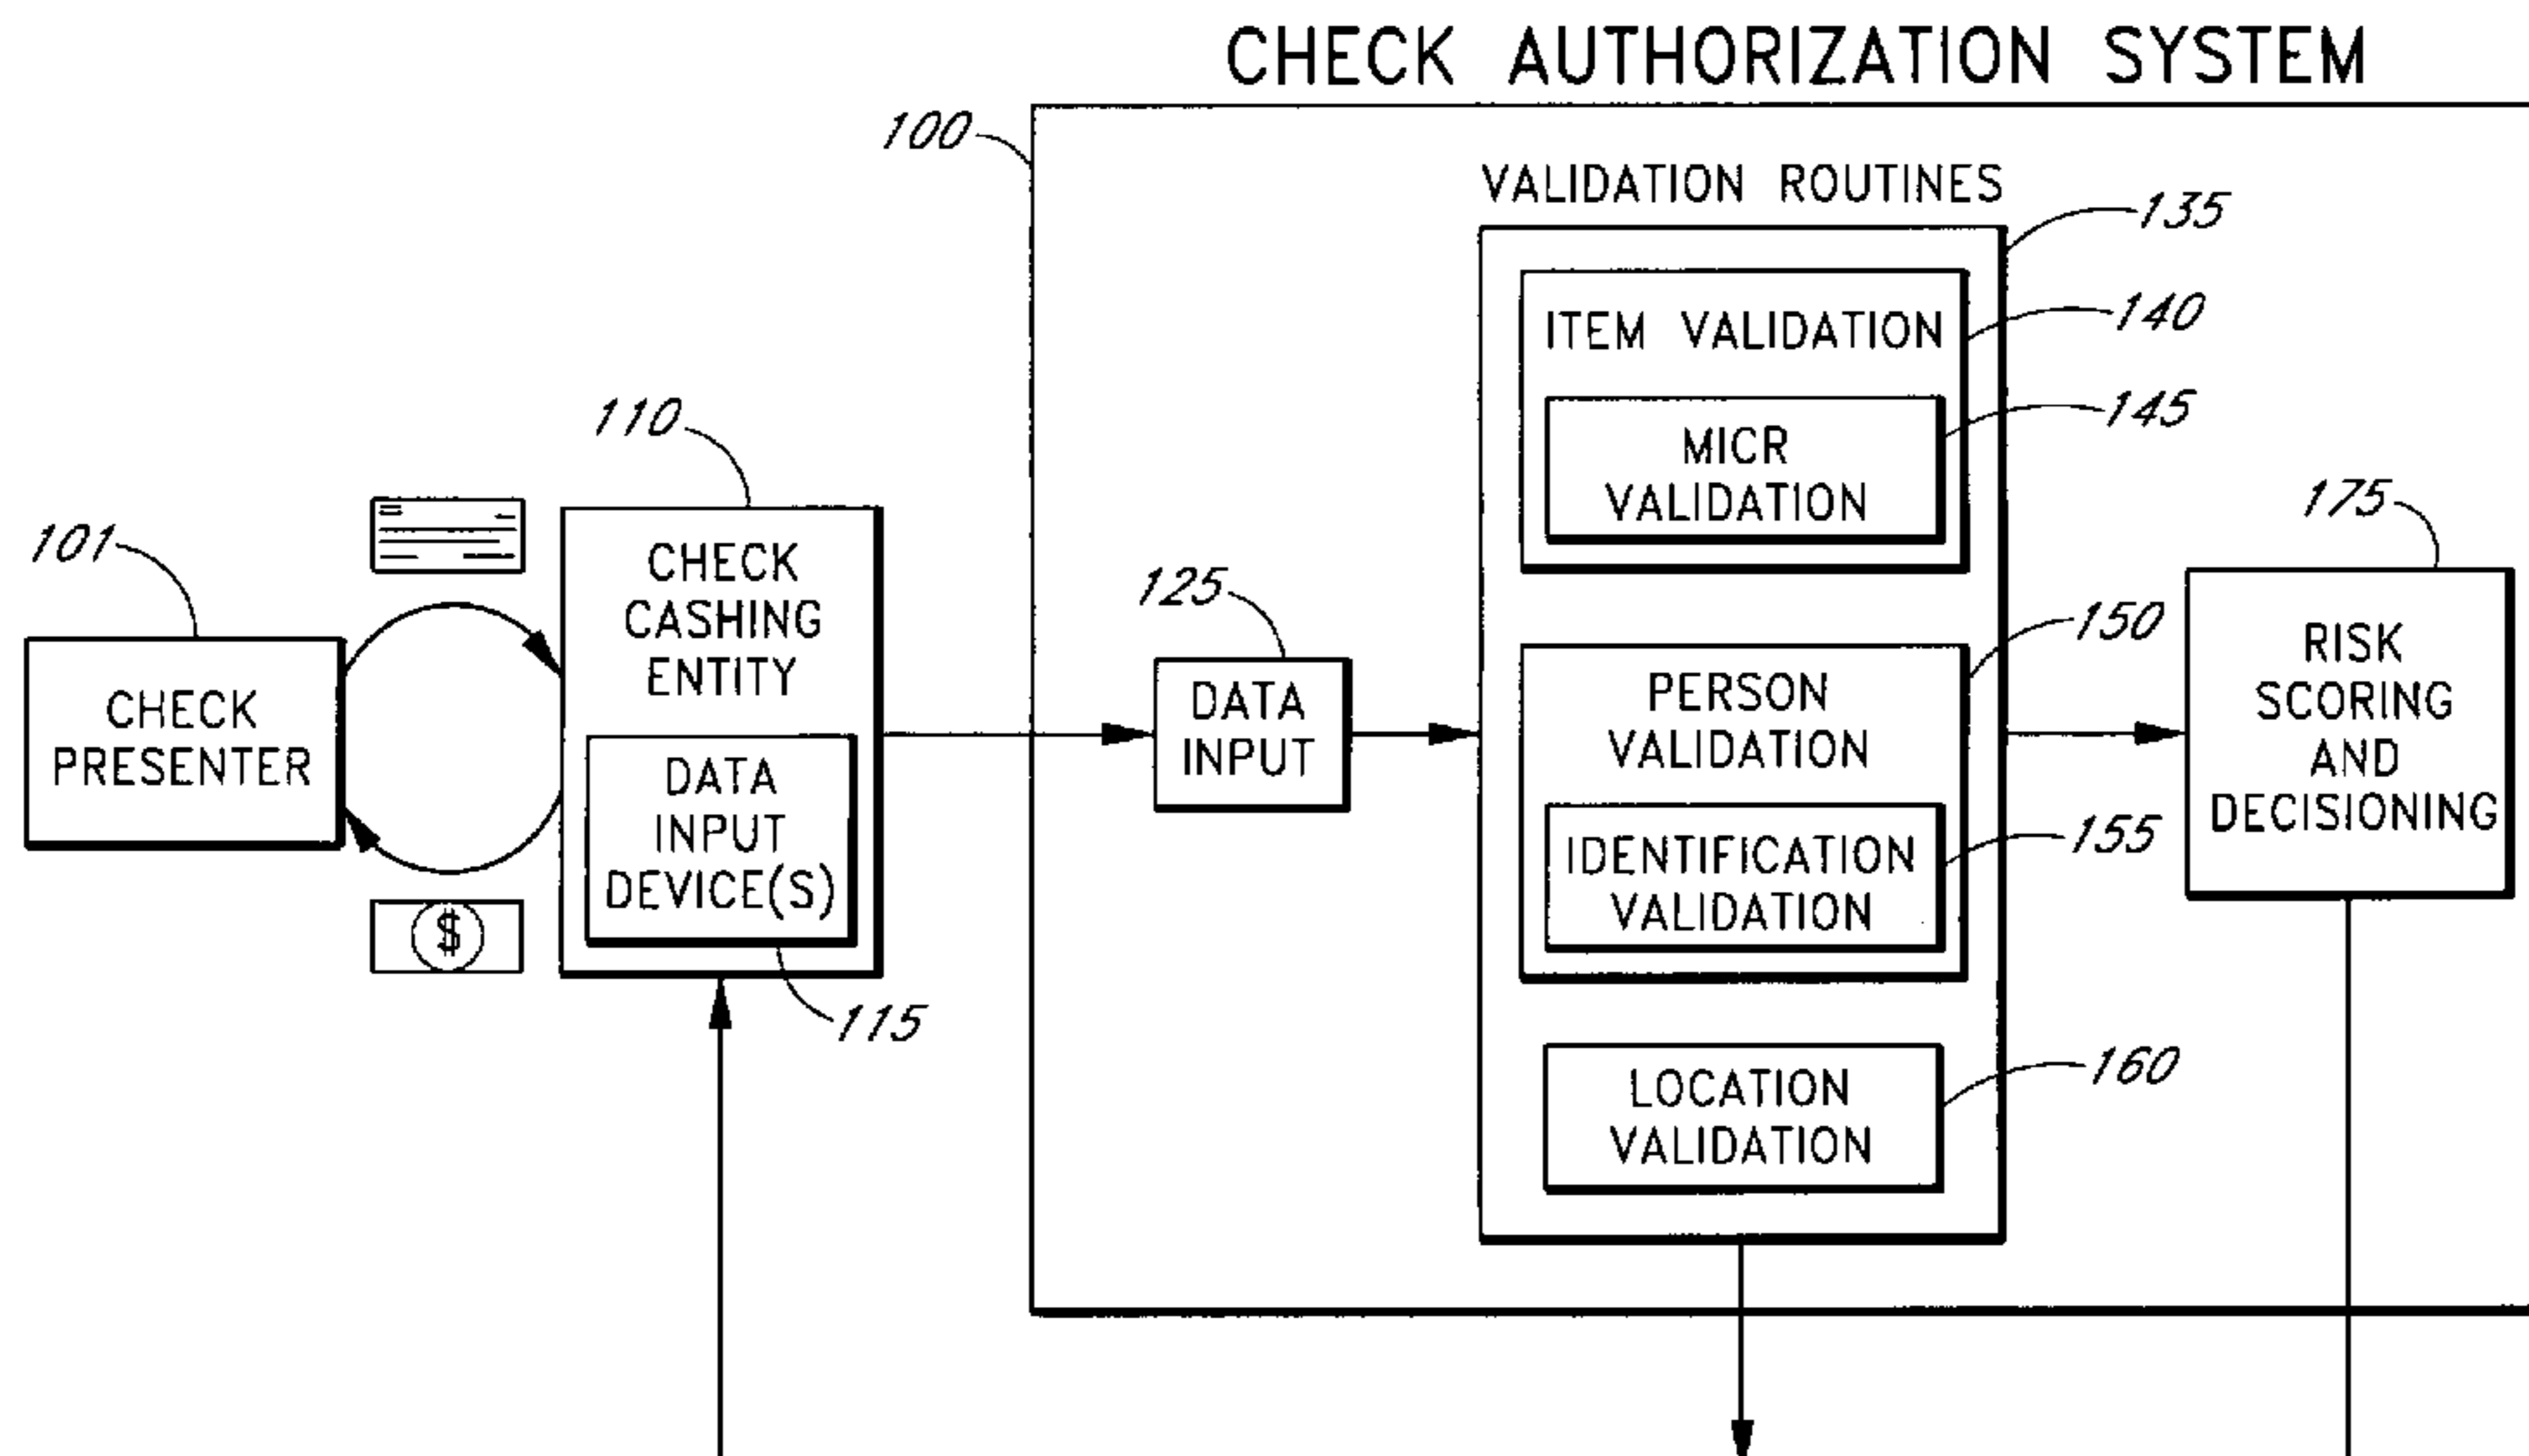 CHECK AUTHORIZATION SYSTEM
100
VALIDATION ROUTINES
135
ITEM VALIDATION
140
MICR
VALIDATION
145
110
101
CHECK
CASHING
ENTITY
CHECK
PRESENTER
DATA
INPUT
DEVICE(S)
115
$
125
DATA
INPUT
PERSON
VALIDATION
150
IDENTIFICATION
VALIDATION
155
LOCATION
VALIDATION
160
175
RISK
SCORING
AND
DECISIONING